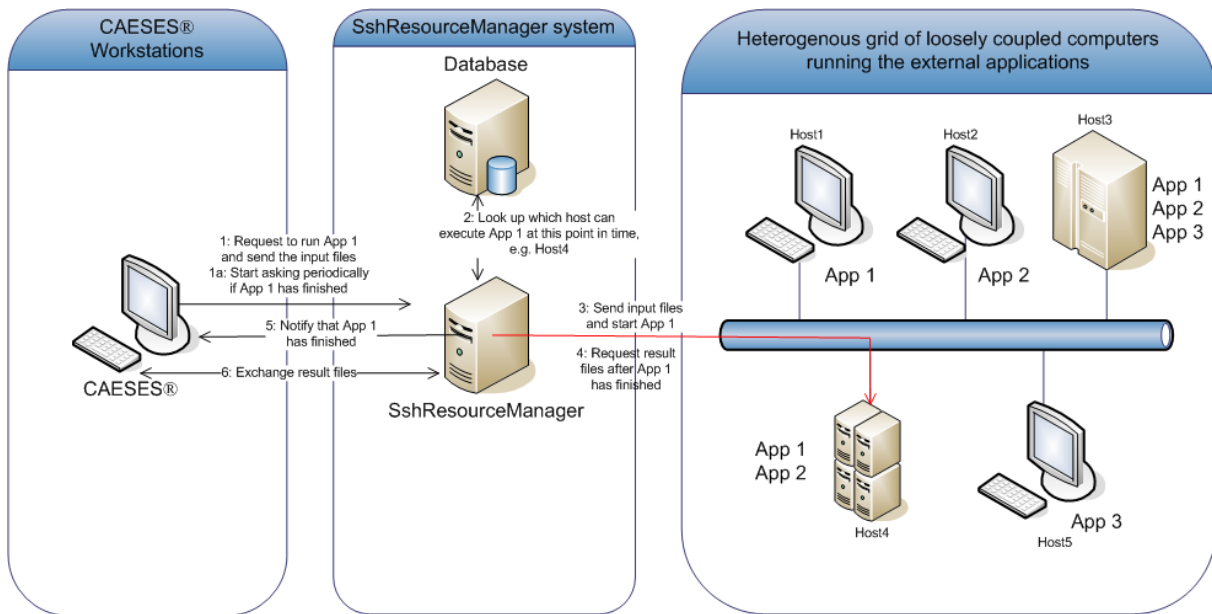 CAESES®
Workstations
SshResourceManager system
Heterogenous grid of loosely coupled computers
running the external applications
Database
2: Look up which host can
execute App 1 at this point in time,
e.g. Host4
1: Request to run App 1
and send the input files
1a: Start asking periodically
if App 1 has finished
5: Notify that App 1
has finished
6: Exchange result files
CAESES®
SshResourceManager
3: Send input files
and start App 1
4: Request result
files after App 1
has finished
Host1
App 1
Host2
App 2
Host3
App 1
App 2
App 3
App 1
App 2
Host4
App 3
Host5